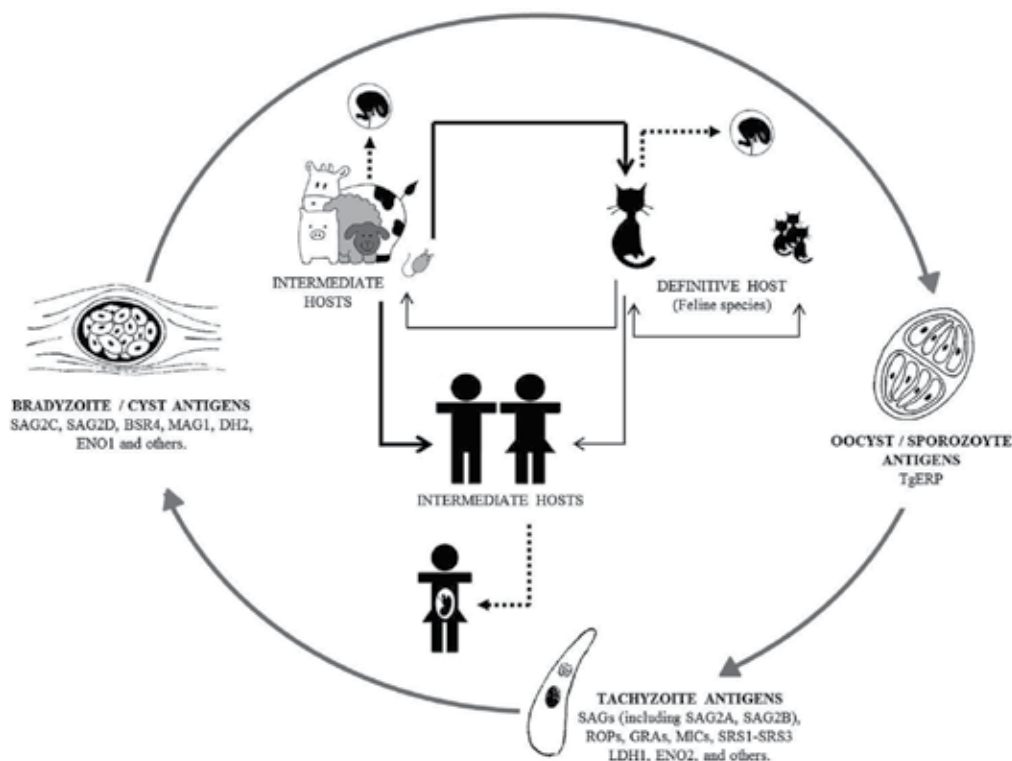 INTERMEDIATE
HOSTS
DEFINITIVE HOST
(Feline species)
BRADYZOITE / CYST ANTIGENS
SAG2C, SAG2D, BSR4, MAG1, DH2,
ENO1 and others.
OOCYST / SPOROZOYTE
ANTIGENS
TgERP
INTERMEDIATE HOSTS
TACHYZOITE ANTIGENS
SAGs (including SAG2A, SAG2B),
ROPs, GRAs, MICs, SRS1-SRS3
LDH1, ENO2, and others.